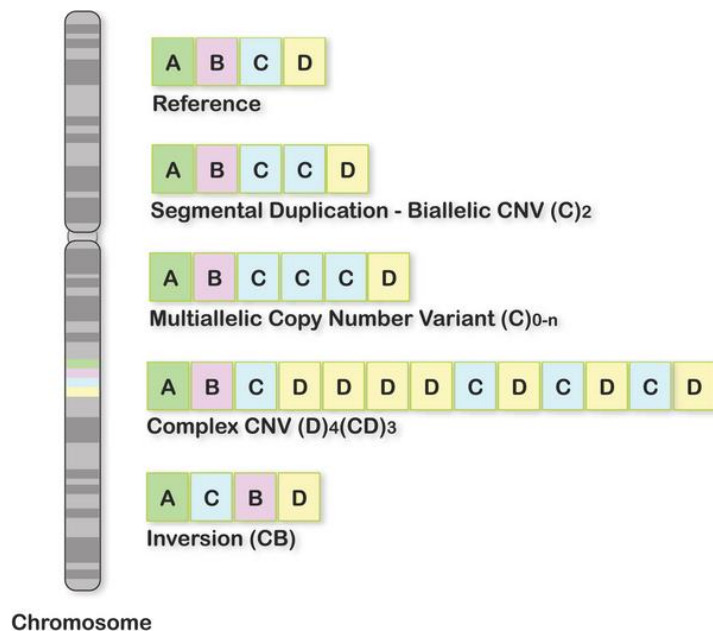 A B C D
Reference
A B C C D
Segmental Duplication - Biallelic CNV (C)2
A B C C C D
Multiallelic Copy Number Variant (C)0-n
A B C D D D D C D C D C D
Complex CNV (D)4(CD)3
A C B D
Inversion (CB)
Chromosome